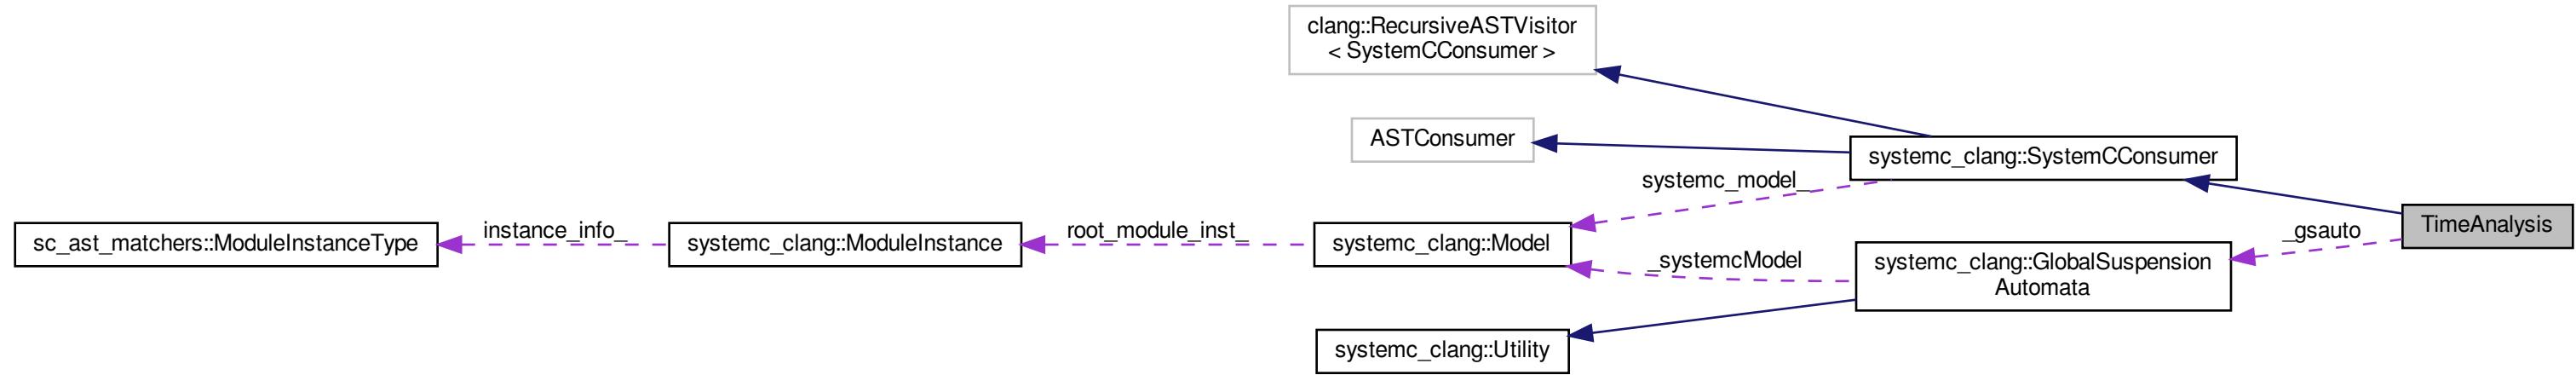 clang::RecursiveASTVisitor
< SystemCConsumer >
ASTConsumer
systemc_clang::SystemCConsumer
systemc_model_
TimeAnalysis
_gsauto
sc_ast_matchers::ModuleInstanceType
instance_info_
systemc_clang::ModuleInstance
root_module_inst_
systemc_clang::Model
_systemcModel
systemc_clang::GlobalSuspension
Automata
systemc_clang::Utility